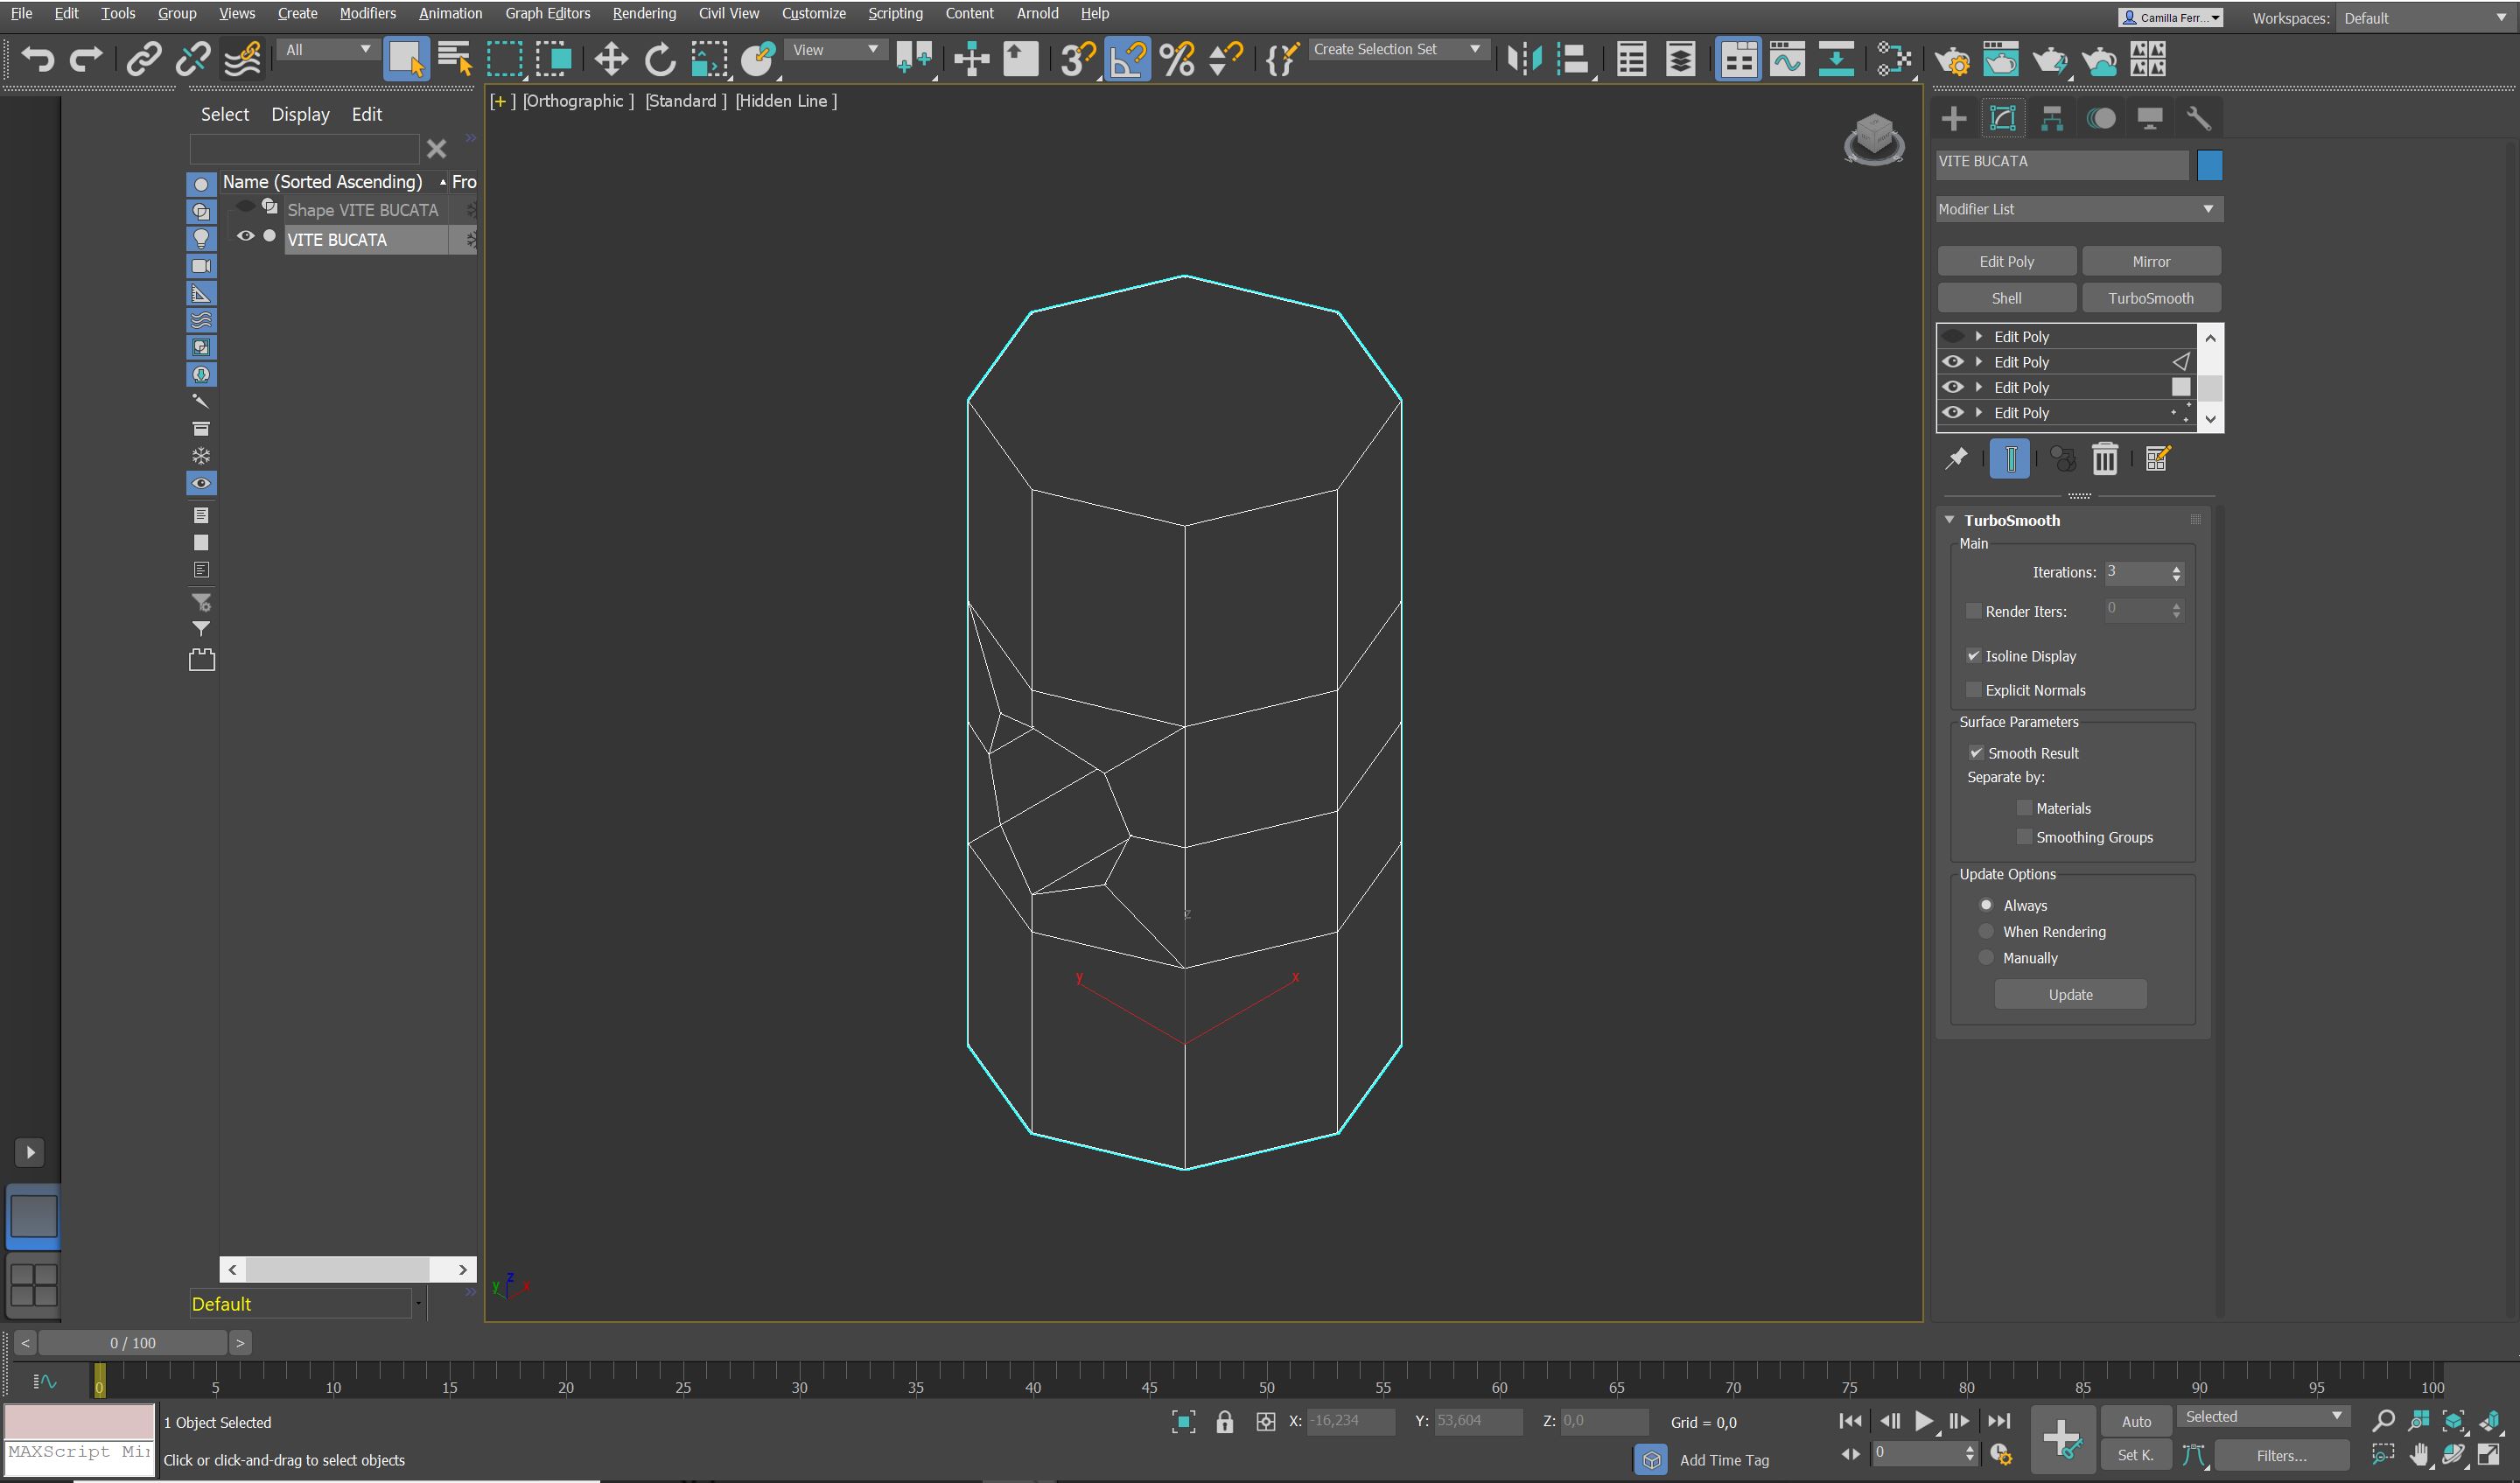 File Edit Tools Group Views Create Modifiers Animation Graph Editors Rendering Civil View Customize Scripting Content Arnold Help
Camilla Ferr... Workspaces: Default
All View Create Selection Set
Select Display Edit
[+ ] [Orthographic ] [Standard ] [Hidden Line ]
Name (Sorted Ascending) Fro
Shape VITE BUCATA
VITE BUCATA
VITE BUCATA
Modifier List
Edit Poly Mirror
Shell TurboSmooth
Edit Poly
Edit Poly
Edit Poly
Edit Poly
TurboSmooth
Main
Iterations: 3
Render Iters: 0
Isoline Display
Explicit Normals
Surface Parameters
Smooth Result
Separate by:
Materials
Smoothing Groups
Update Options
Always
When Rendering
Manually
Update
z
y x
z
y x
Default
< 0 / 100 >
0 5 10 15 20 25 30 35 40 45 50 55 60 65 70 75 80 85 90 95 100
1 Object Selected X: -16,234 Y: 53,604 Z: 0,0 Grid = 0,0 Auto Selected
MAXScript Mi
Click or click-and-drag to select objects Add Time Tag 0 Set K. Filters...